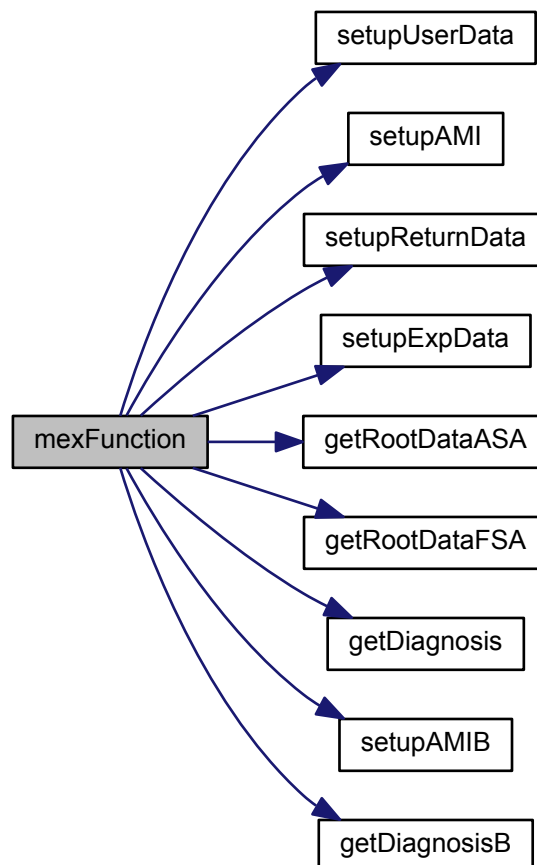 setupUserData
setupAMI
setupReturnData
setupExpData
mexFunction
getRootDataASA
getRootDataFSA
getDiagnosis
setupAMIB
getDiagnosisB